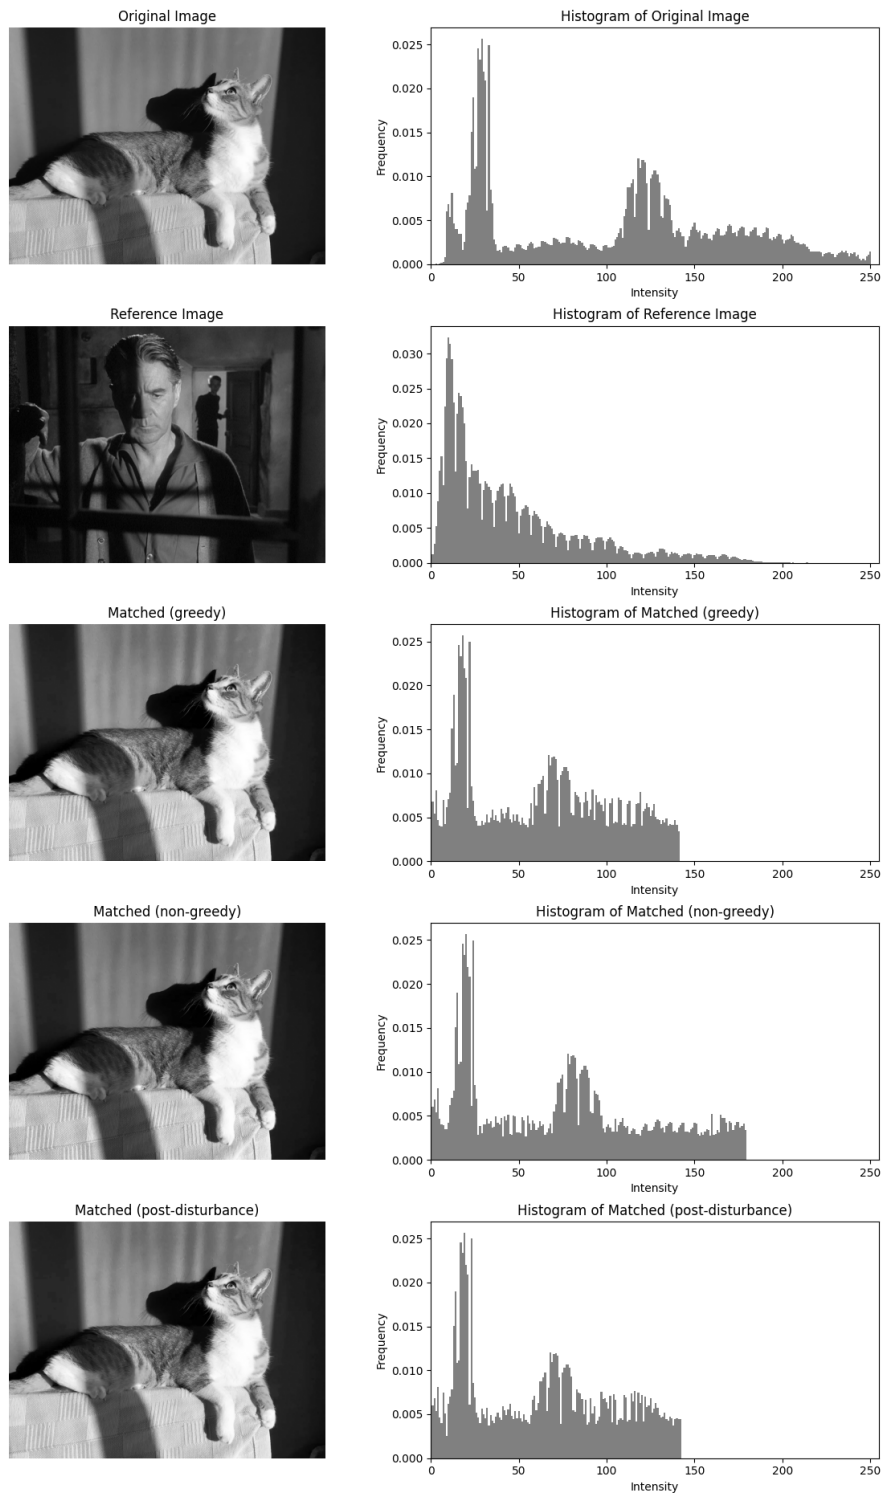 Original Image
Histogram of Original Image
0.025
0.020
0.015
0.010
0.005
0.000
Frequency
0 50 100 150 200 250
Intensity
Reference Image
Histogram of Reference Image
0.030
0.025
0.020
0.015
0.010
0.005
0.000
Frequency
0 50 100 150 200 250
Intensity
Matched (greedy)
Histogram of Matched (greedy)
0.025
0.020
0.015
0.010
0.005
0.000
Frequency
0 50 100 150 200 250
Intensity
Matched (non-greedy)
Histogram of Matched (non-greedy)
0.025
0.020
0.015
0.010
0.005
0.000
Frequency
0 50 100 150 200 250
Intensity
Matched (post-disturbance)
Histogram of Matched (post-disturbance)
0.025
0.020
0.015
0.010
0.005
0.000
Frequency
0 50 100 150 200 250
Intensity